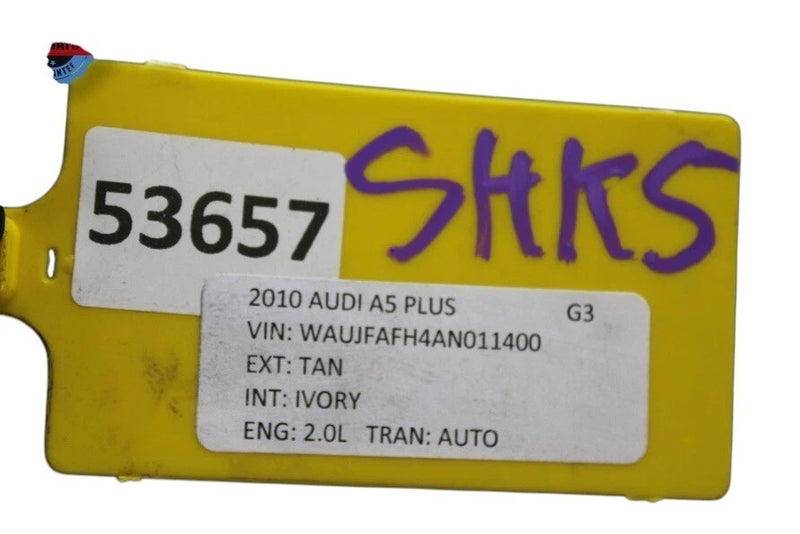 53657
SHKS
2010 AUDI A5 PLUS G3
VIN: WAUJFAFH4AN011400
EXT: TAN
INT: IVORY
ENG: 2.0L TRAN: AUTO